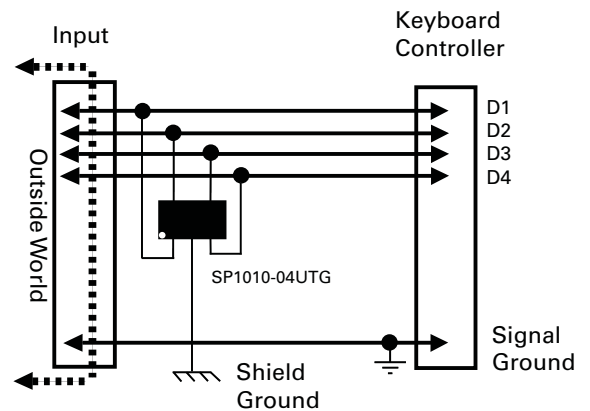 Input
Keyboard
Controller
D1
D2
D3
D4
Outside World
SP1010-04UTG
Signal
Ground
Shield
Ground